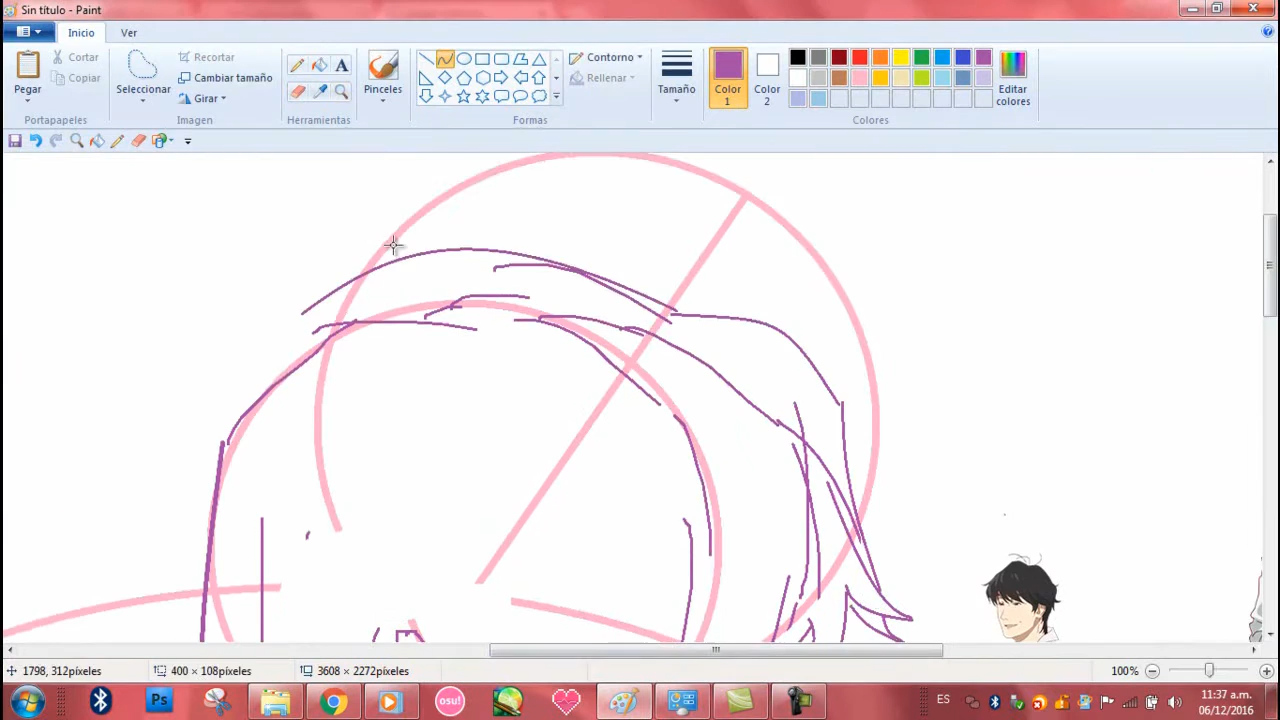 Sin título - Paint
Inicio
Ver
Pegar
Cortar
Copiar
Portapapeles
Seleccionar
Recortar
Cambiar tamaño
Girar
Imagen
A
Herramientas
Pinceles
Contorno
Rellenar
Formas
Tamaño
Color
1
Color
2
Editar
colores
Colores
1798, 312píxeles
400 × 108píxeles
3608 × 2272píxeles
100%
Ps
osu!
ES
11:37 a.m.
06/12/2016